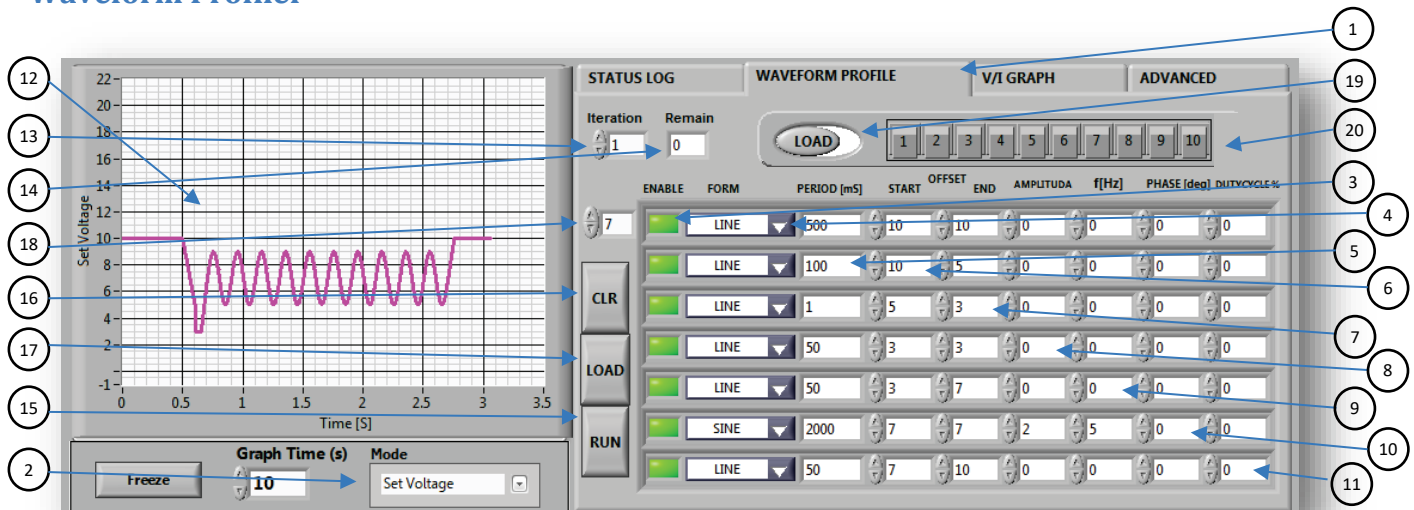 Waveform Profiler
1
12
22
STATUS LOG
WAVEFORM PROFILE
V/I GRAPH
ADVANCED
19
20
Iteration
Remain
13
18
1
0
LOAD
1 2 3 4 5 6 7 8 9 10
20
16
14
14
ENABLE FORM PERIOD [mS] START OFFSET END AMPLITUDA f[Hz] PHASE [deg] DUTYCYCLE %
3
12
18
7
LINE 500 10 10 0 0 0 0
4
Set Voltage
10
8
LINE 100 10 5 0 0 0 0
5
6
16
6
CLR
LINE 1 5 3 0 0 0 0
4
7
17
2
LOAD
LINE 50 3 3 0 0 0 0
8
-1
0 0.5 1 1.5 2 2.5 3 3.5
LINE 50 3 7 0 0 0 0
9
15
Time [S]
RUN
SINE 2000 7 7 2 5 0 0
10
Graph Time (s)
Mode
2
Freeze
10
Set Voltage
LINE 50 7 10 0 0 0 0
11